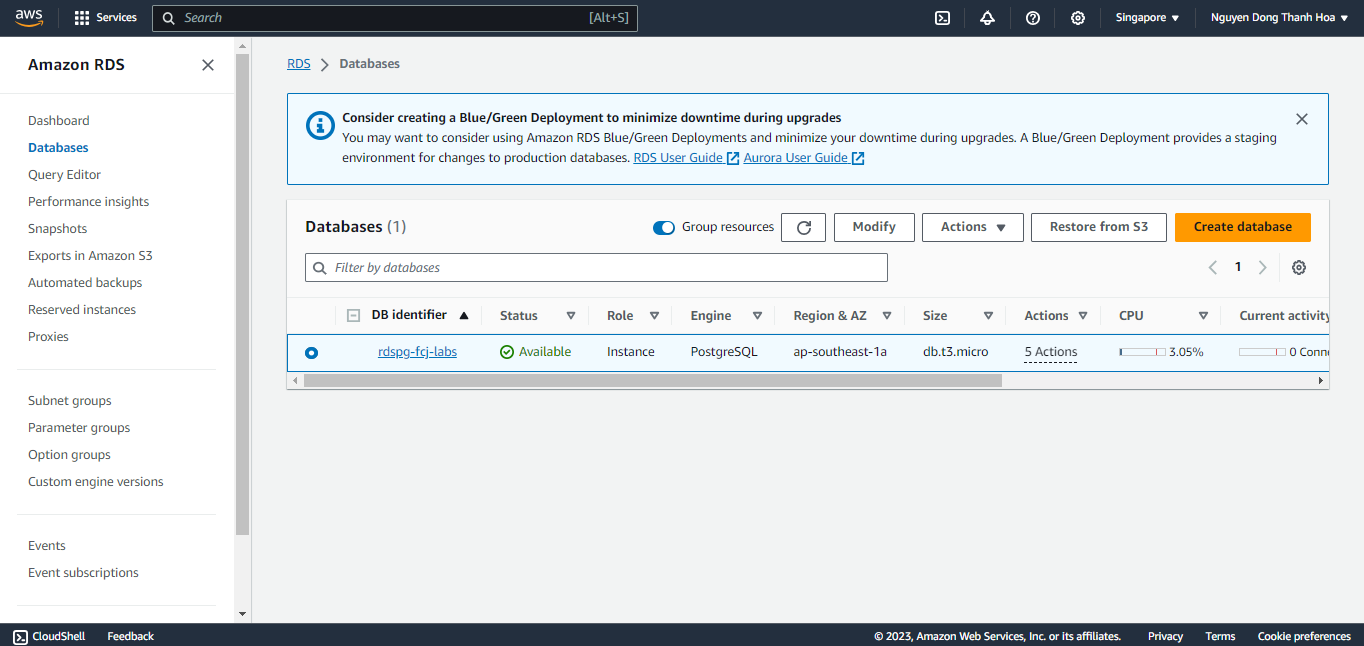 aws
Services
Search
[Alt+S]
Singapore ▼
Nguyen Dong Thanh Hoa ▼
Amazon RDS
Dashboard
Databases
Query Editor
Performance insights
Snapshots
Exports in Amazon S3
Automated backups
Reserved instances
Proxies
Subnet groups
Parameter groups
Option groups
Custom engine versions
Events
Event subscriptions
RDS > Databases
Consider creating a Blue/Green Deployment to minimize downtime during upgrades
You may want to consider using Amazon RDS Blue/Green Deployments and minimize your downtime during upgrades. A Blue/Green Deployment provides a staging
environment for changes to production databases. RDS User Guide Aurora User Guide
Databases (1)
Group resources
Modify
Actions ▼
Restore from S3
Create database
Filter by databases
1
DB identifier Status Role Engine Region & AZ Size Actions CPU Current activity
rdspg-fcj-labs Available Instance PostgreSQL ap-southeast-1a db.t3.micro 5 Actions 3.05% 0 Conn
CloudShell Feedback © 2023, Amazon Web Services, Inc. or its affiliates. Privacy Terms Cookie preferences